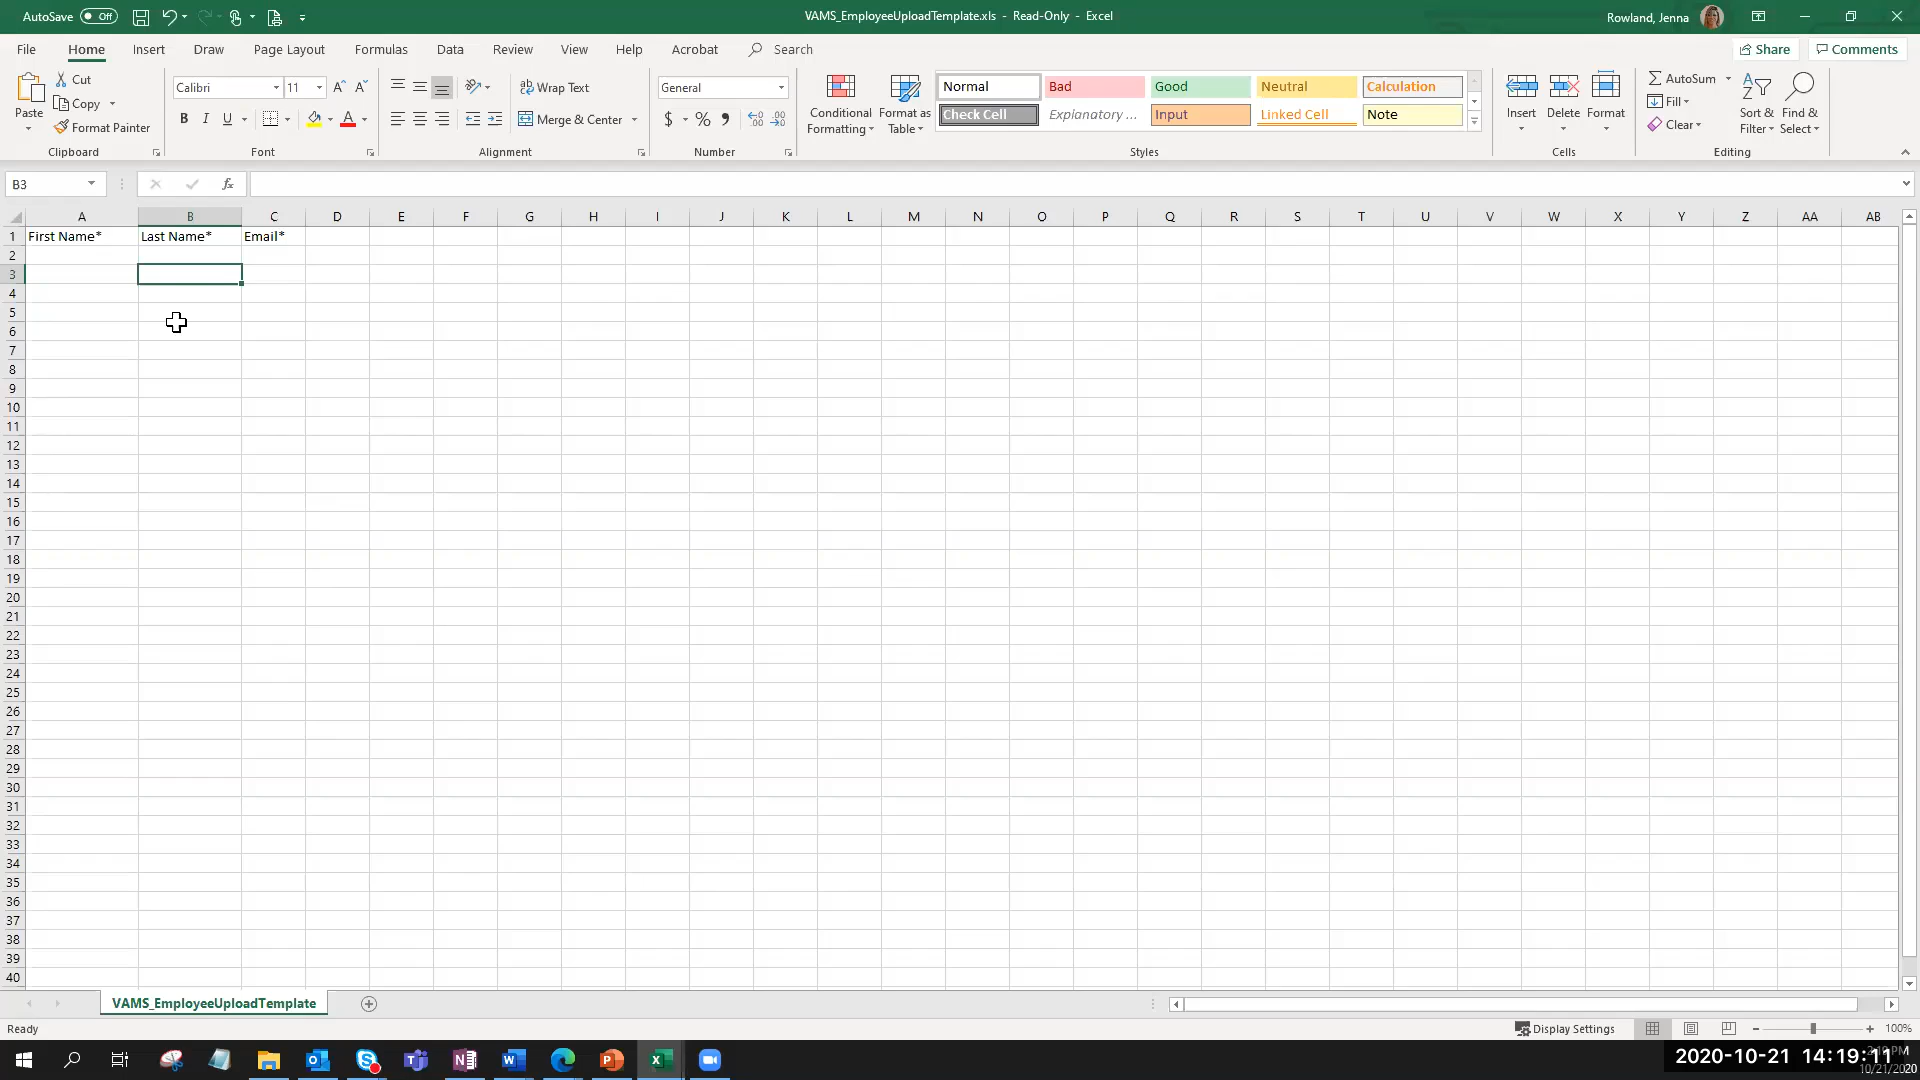 AutoSave Off VAMS_EmployeeUploadTemplate.xls - Read-Only - Excel Rowland, Jenna
File Home Insert Draw Page Layout Formulas Data Review View Help Acrobat Search Share Comments
Paste Cut Copy Format Painter
Clipboard
Calibri 11
B I U
Font
Wrap Text
Merge & Center
Alignment
General
$ % 9
Number
Conditional Formatting
Format as Table
Normal Bad Good Neutral Calculation
Check Cell Explanatory ... Input Linked Cell Note
Styles
Insert Delete Format
Cells
AutoSum
Fill
Clear
Sort & Filter
Find & Select
Editing
B3 fx
A B C D E F G H I J K L M N O P Q R S T U V W X Y Z AA AB
1 First Name* Last Name* Email*
2
3
4
5
6
7
8
9
10
11
12
13
14
15
16
17
18
19
20
21
22
23
24
25
26
27
28
29
30
31
32
33
34
35
36
37
38
39
40
VAMS_EmployeeUploadTemplate
Ready Display Settings 100%
2020-10-21 14:19:11
10/21/2020